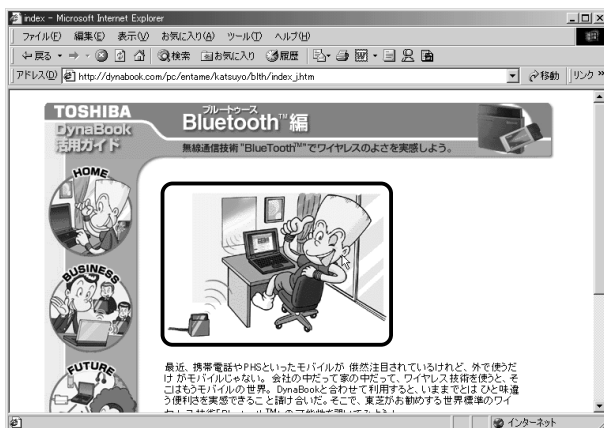 index - Microsoft Internet Explorer
ファイル(F) 編集(E) 表示(V) お気に入り(A) ツール(T) ヘルプ(H)
戻る 検索 お気に入り 履歴
アドレス(D) http://dynabook.com/pc/entame/katsuyo/blth/index_j.htm 移動 リンク »
TOSHIBA
DynaBook
活用ガイド
ブルートゥース
Bluetooth™編
無線通信技術 "BlueTooth™"でワイヤレスのよさを実感しよう。
HOME
BUSINESS
FUTURE
最近、携帯電話やPHSといったモバイルが 俄然注目されているけれど、外で使うだ
け がモバイルじゃない。会社の中だって家の中だって、ワイヤレス技術を使うと、そ
こはもうモバイルの世界。DynaBookと合わせて利用すると、いままでとは ひと味違
う便利さを実感できること請け合いだ。そこで、東芝がお勧めする世界標準のワイ
インターネット